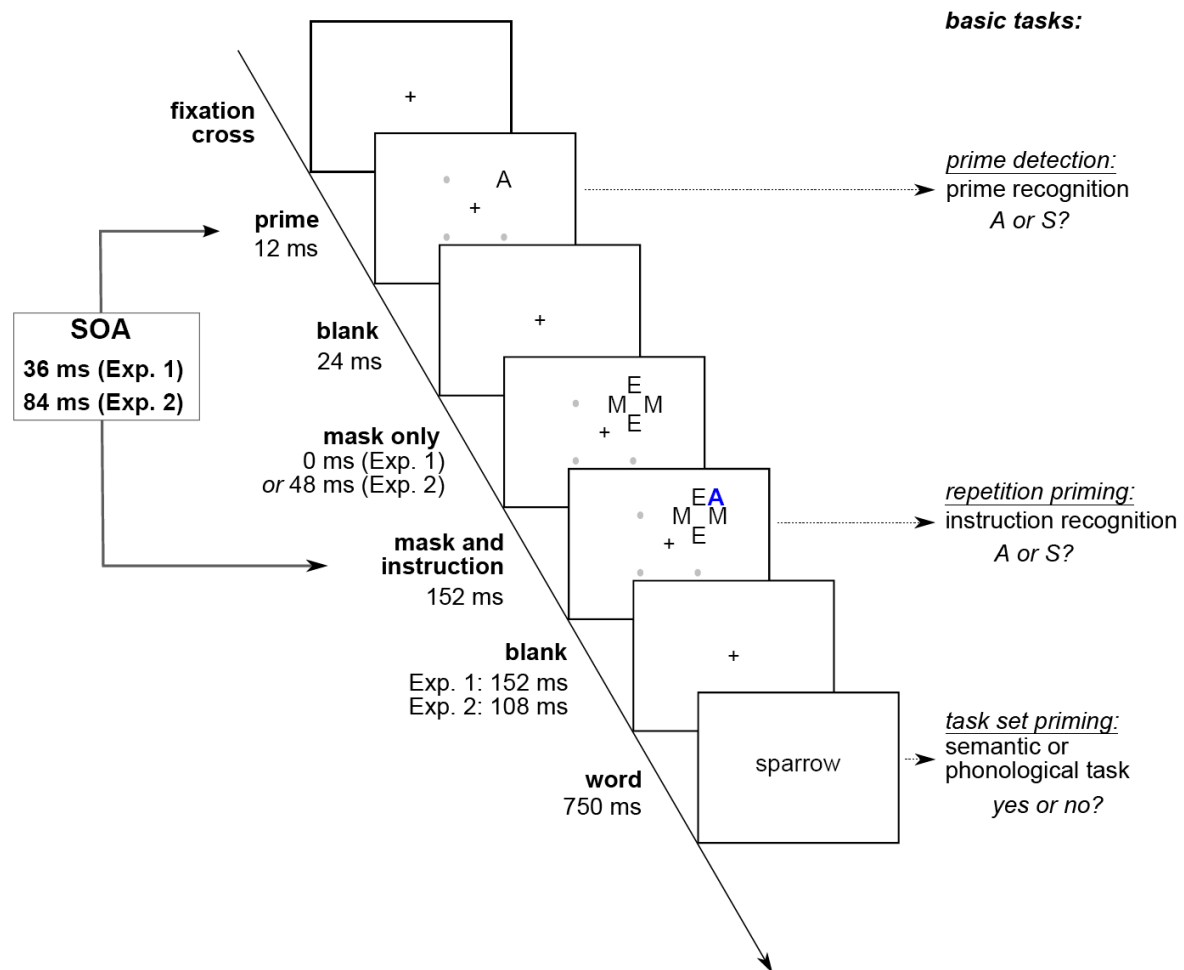 basic tasks:
+
fixation
cross
A
+
prime detection:
prime recognition
A or S?
prime
12 ms
SOA
36 ms (Exp. 1)
84 ms (Exp. 2)
+
blank
24 ms
E
M M
E
+
mask only
0 ms (Exp. 1)
or 48 ms (Exp. 2)
EA
M M
E
+
repetition priming:
instruction recognition
A or S?
mask and
instruction
152 ms
+
blank
Exp. 1: 152 ms
Exp. 2: 108 ms
sparrow
task set priming:
semantic or
phonological task
yes or no?
word
750 ms